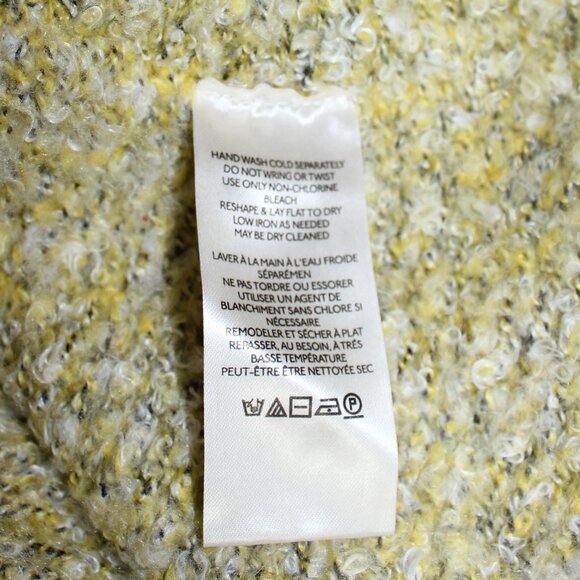 HAND WASH COLD SEPARATELY
DO NOT WRING OR TWIST
USE ONLY NON-CHLORINE
BLEACH
RESHAPE & LAY FLAT TO DRY
LOW IRON AS NEEDED
MAY BE DRY CLEANED
LAVER À LA MAIN À L'EAU FROIDE
SÉPARÉMEN
NE PAS TORDRE OU ESSORER
UTILISER UN AGENT DE
BLANCHIMENT SANS CHLORE SI
NÉCESSAIRE
REMODELER ET SÉCHER À PLAT
REPASSER, AU BESOIN, À TRÉS
BASSE TEMPÉRATURE
PEUT-ÊTRE ÊTRE NETTOYÉE SEC
P